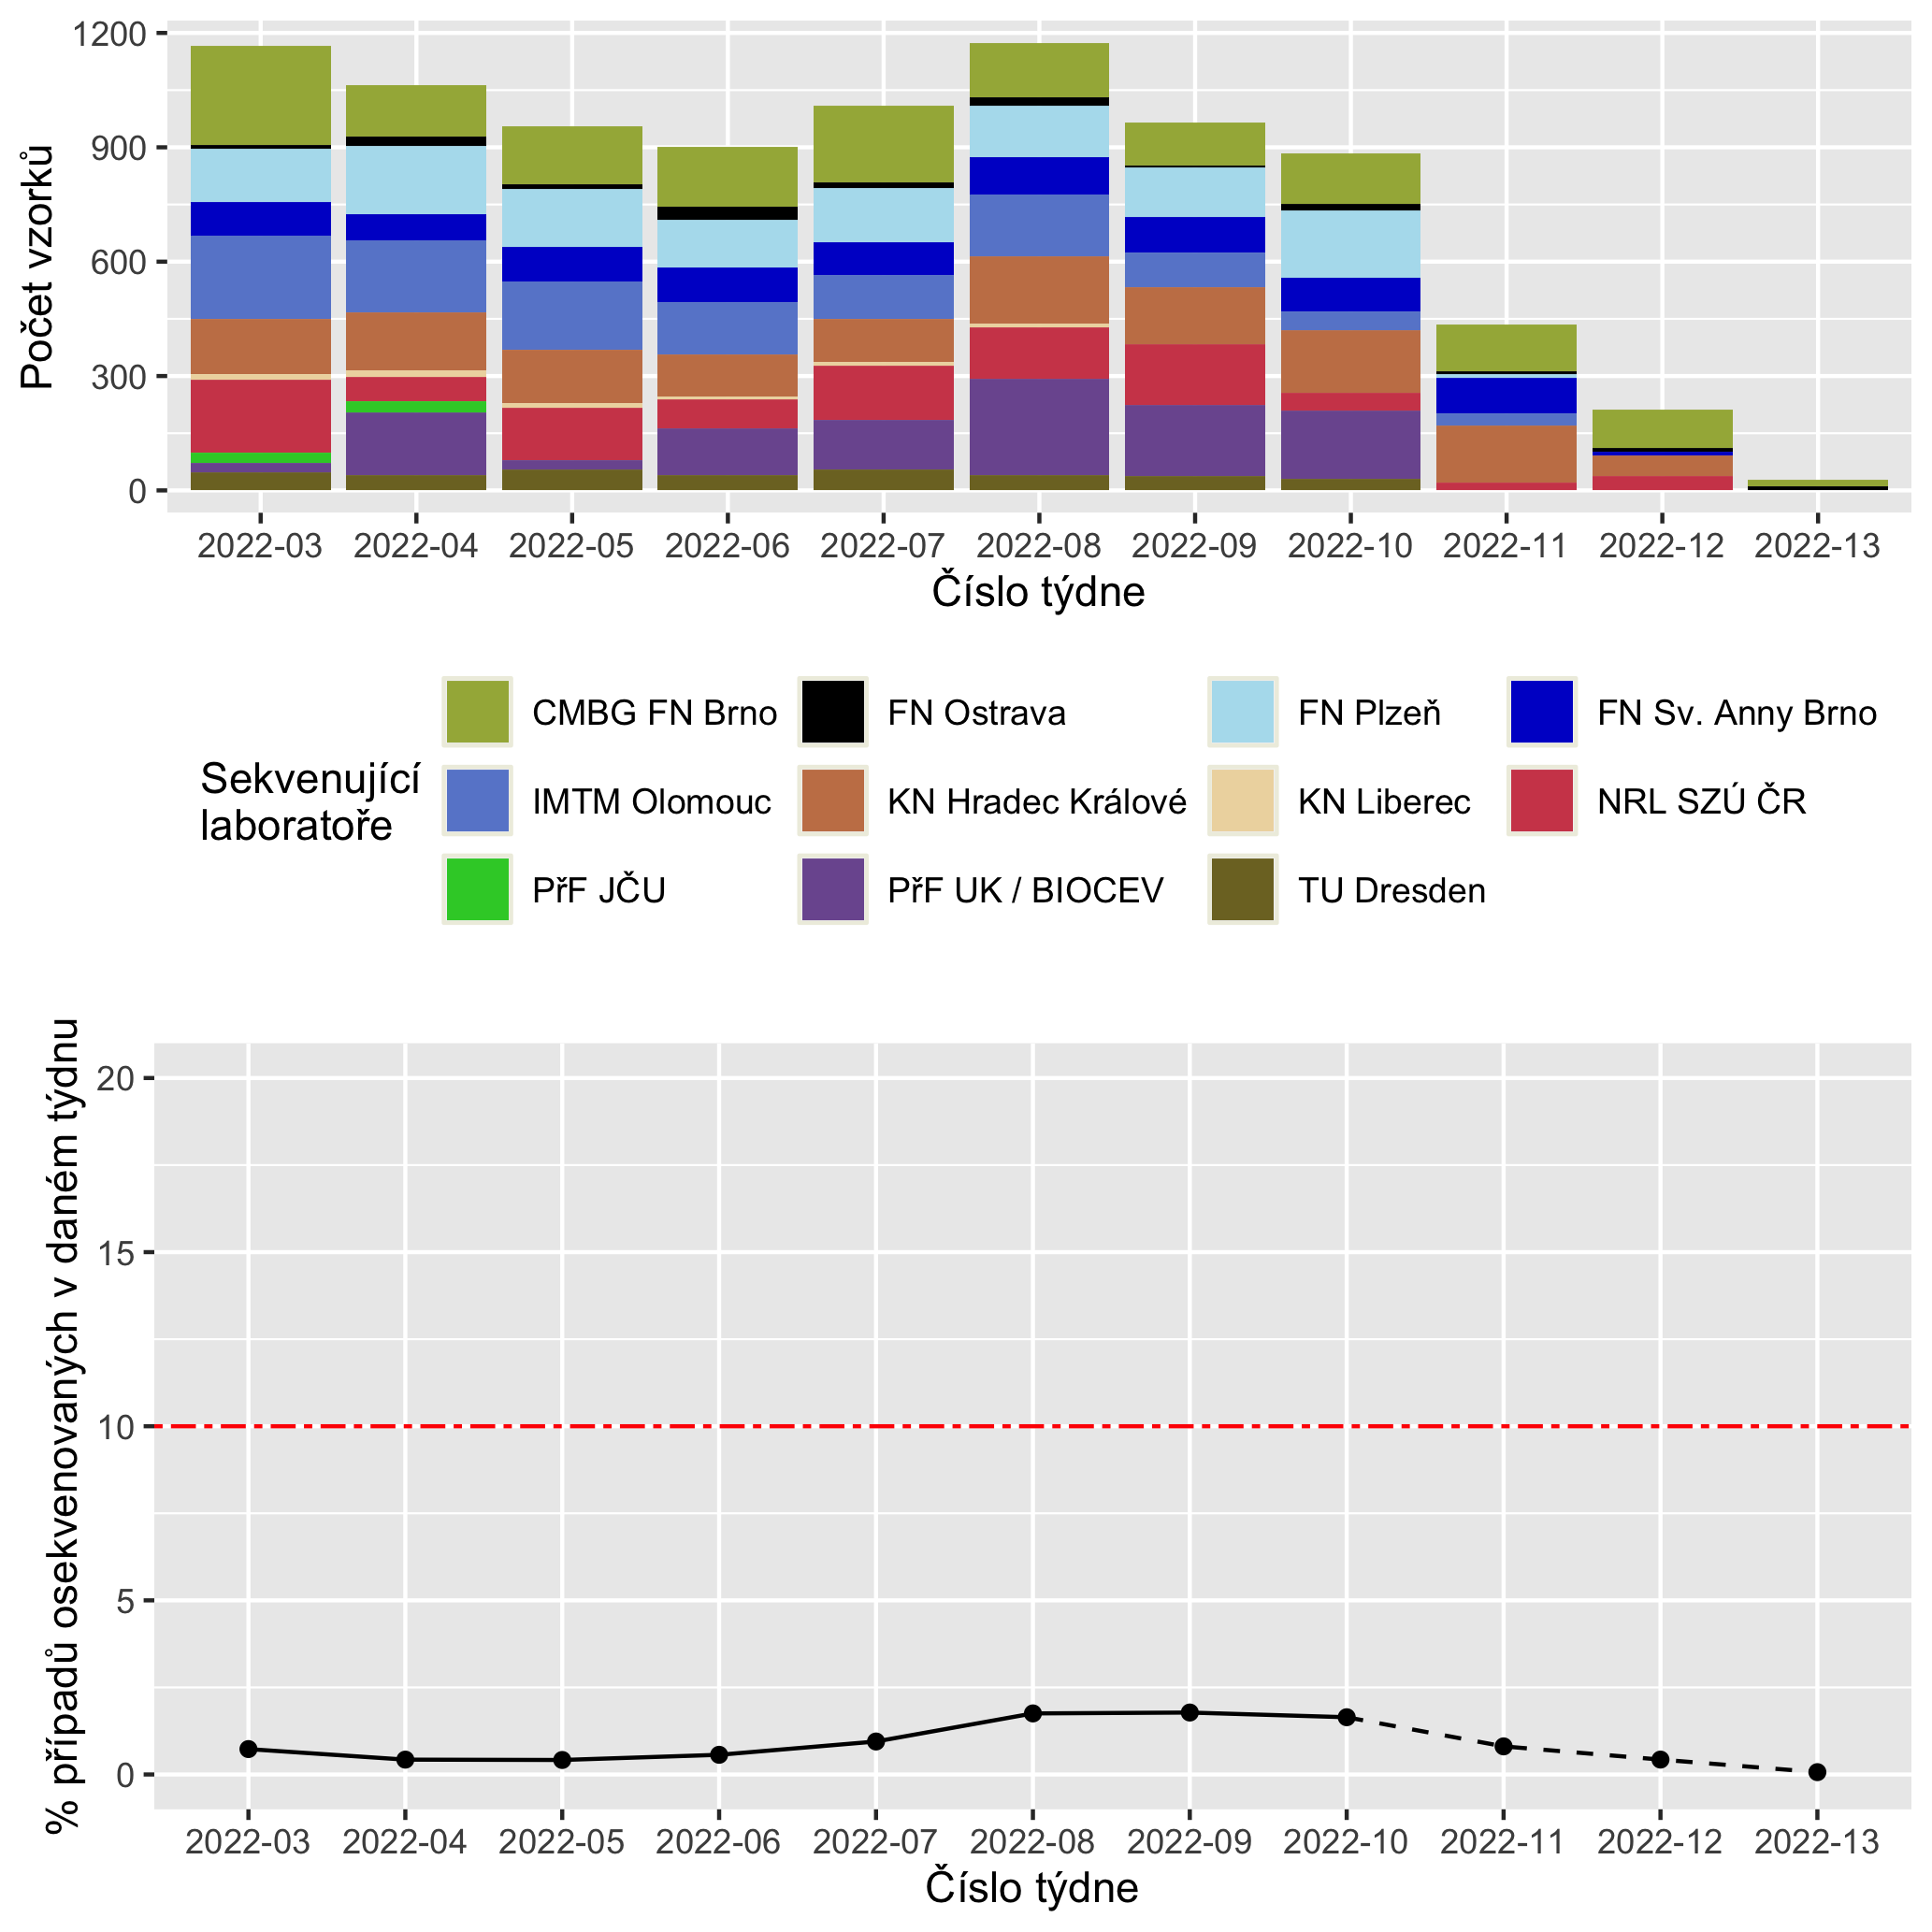 1200
900
600
300
0
Počet vzorků
2022-03 2022-04 2022-05 2022-06 2022-07 2022-08 2022-09 2022-10 2022-11 2022-12 2022-13
Číslo týdne
Sekvenující
laboratoře
CMBG FN Brno FN Ostrava FN Plzeň FN Sv. Anny Brno
IMTM Olomouc KN Hradec Králové KN Liberec NRL SZÚ ČR
PřF JČU PřF UK / BIOCEV TU Dresden
% případů osekvenovaných v daném týdnu
20
15
10
5
0
2022-03 2022-04 2022-05 2022-06 2022-07 2022-08 2022-09 2022-10 2022-11 2022-12 2022-13
Číslo týdne